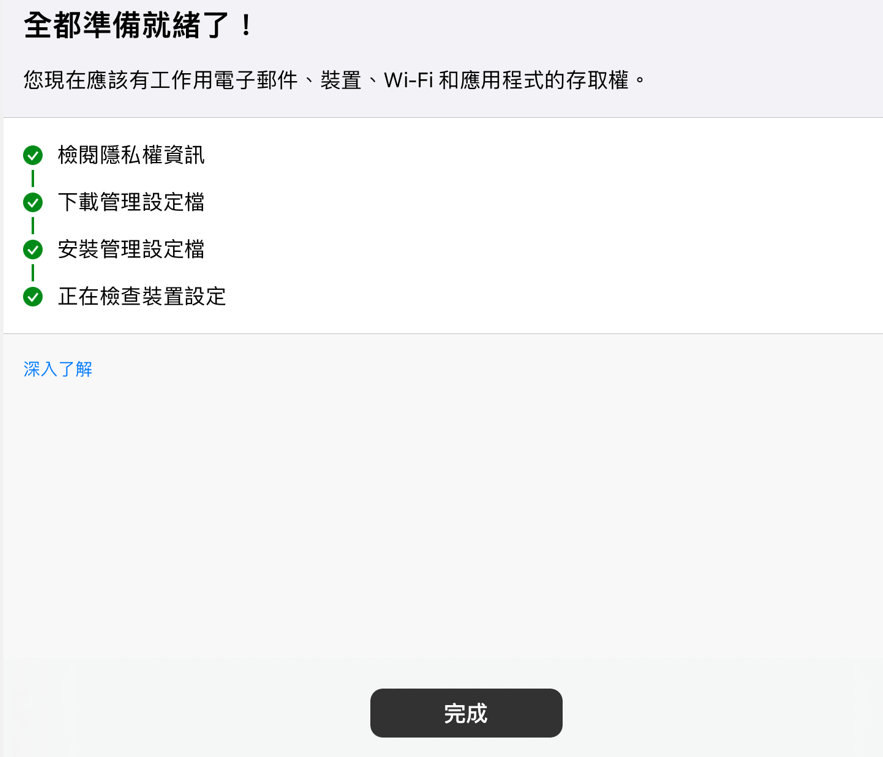 全都準備就緒了！
您現在應該有工作用電子郵件、裝置、Wi-Fi 和應用程式的存取權。
檢閱隱私權資訊
下載管理設定檔
安裝管理設定檔
正在檢查裝置設定
深入了解
完成